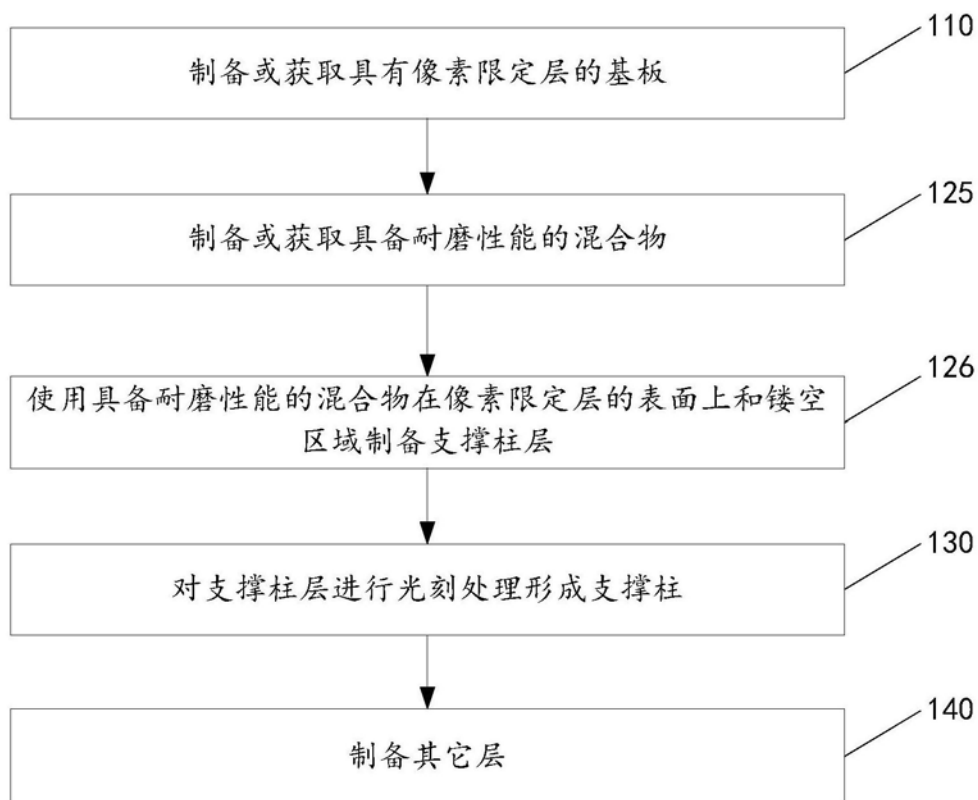 110
制备或获取具有像素限定层的基板
125
制备或获取具备耐磨性能的混合物
126
使用具备耐磨性能的混合物在像素限定层的表面上和镂空
区域制备支撑柱层
130
对支撑柱层进行光刻处理形成支撑柱
140
制备其它层